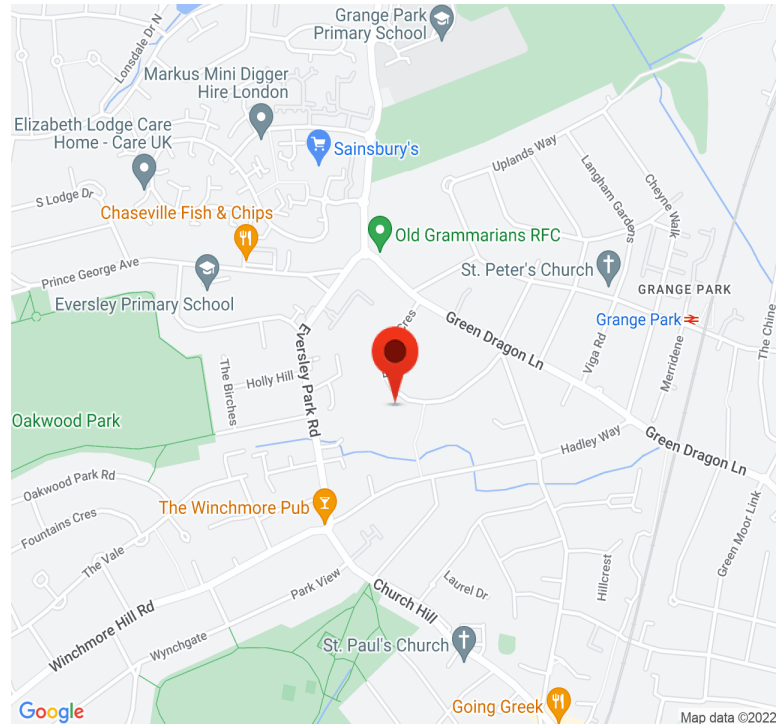 Grange Park
Primary School
Lonsdale Dr N
Markus Mini Digger
Hire London
Elizabeth Lodge Care
Home - Care UK
Sainsbury's
Uplands Way
Langham Gardens
Cheyne Walk
S Lodge Dr
Chaseville Fish & Chips
Old Grammarians RFC
St. Peter's Church
Prince George Ave
Eversley Primary School
GRANGE PARK
Grange Park
The Chine
Cres
Green Dragon Ln
Eversley Park Rd
Viga Rd
Merridene
The Birches
Holly Hill
Oakwood Park
Hadley Way
Green Dragon Ln
Oakwood Park Rd
The Winchmore Pub
Fountains Cres
The Vale
Green Moor Link
Hillcrest
Park View
Laurel Dr
Church Hill
Winchmore Hill Rd
Wynchgate
St. Paul's Church
Going Greek
Google
Map data ©2022